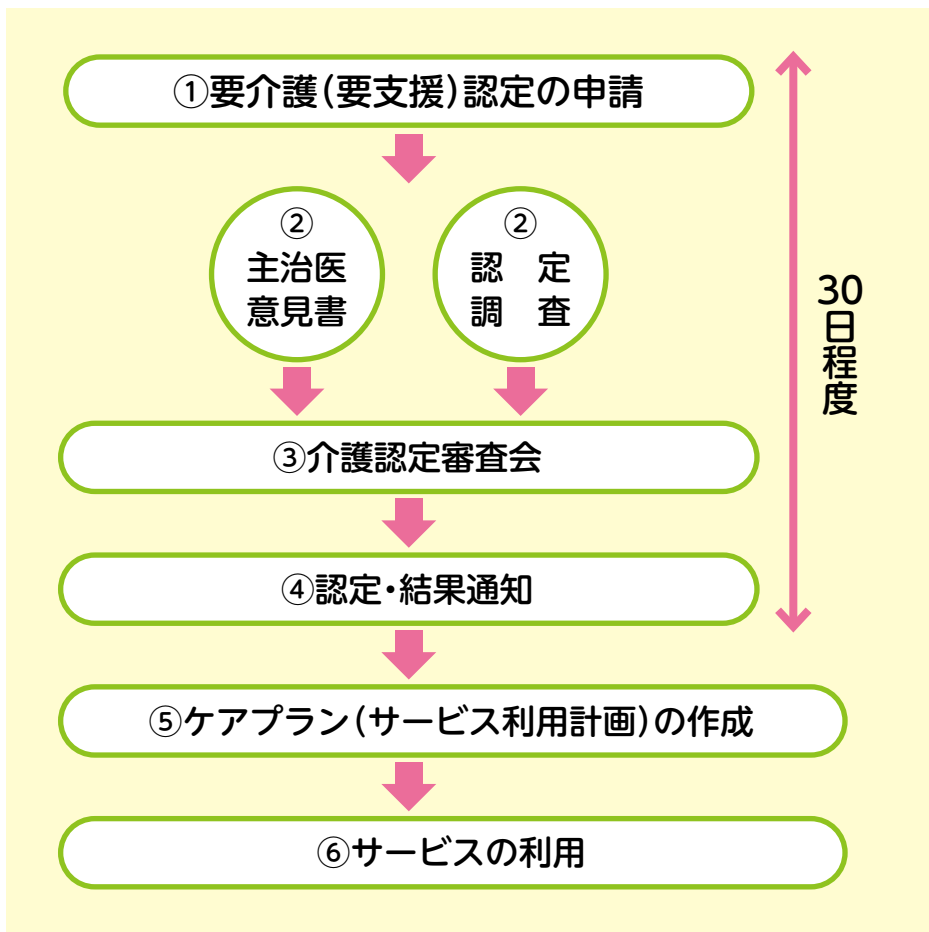 ①要介護(要支援)認定の申請
②
主治医
意見書
②
認　定
調　査
30日程度
③介護認定審査会
④認定・結果通知
⑤ケアプラン(サービス利用計画)の作成
⑥サービスの利用